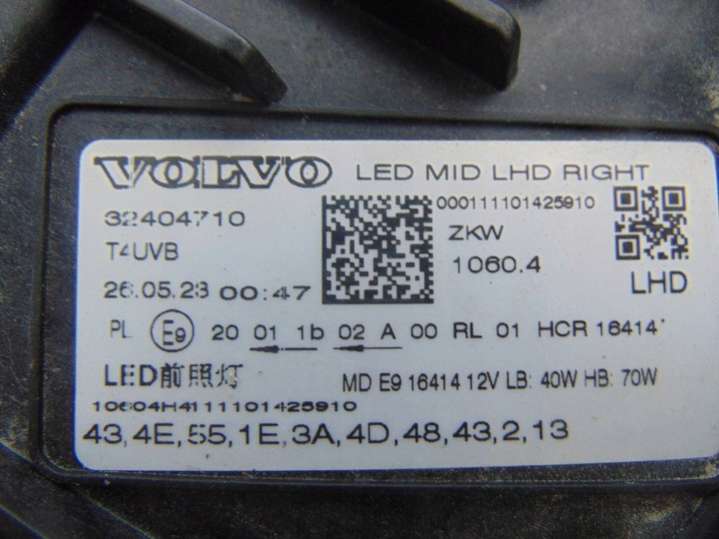 VOLVO LED MID LHD RIGHT
32404710 000111101425910
T4UVB ZKW
1060.4
26.05.23 00:47 LHD
PL E9 20 01 1b 02 A 00 RL 01 HCR 16414
LED前照灯 MD E9 16414 12V LB: 40W HB: 70W
10604H4111101425910
43,4E,55,1E,3A,4D,48,43,2,13